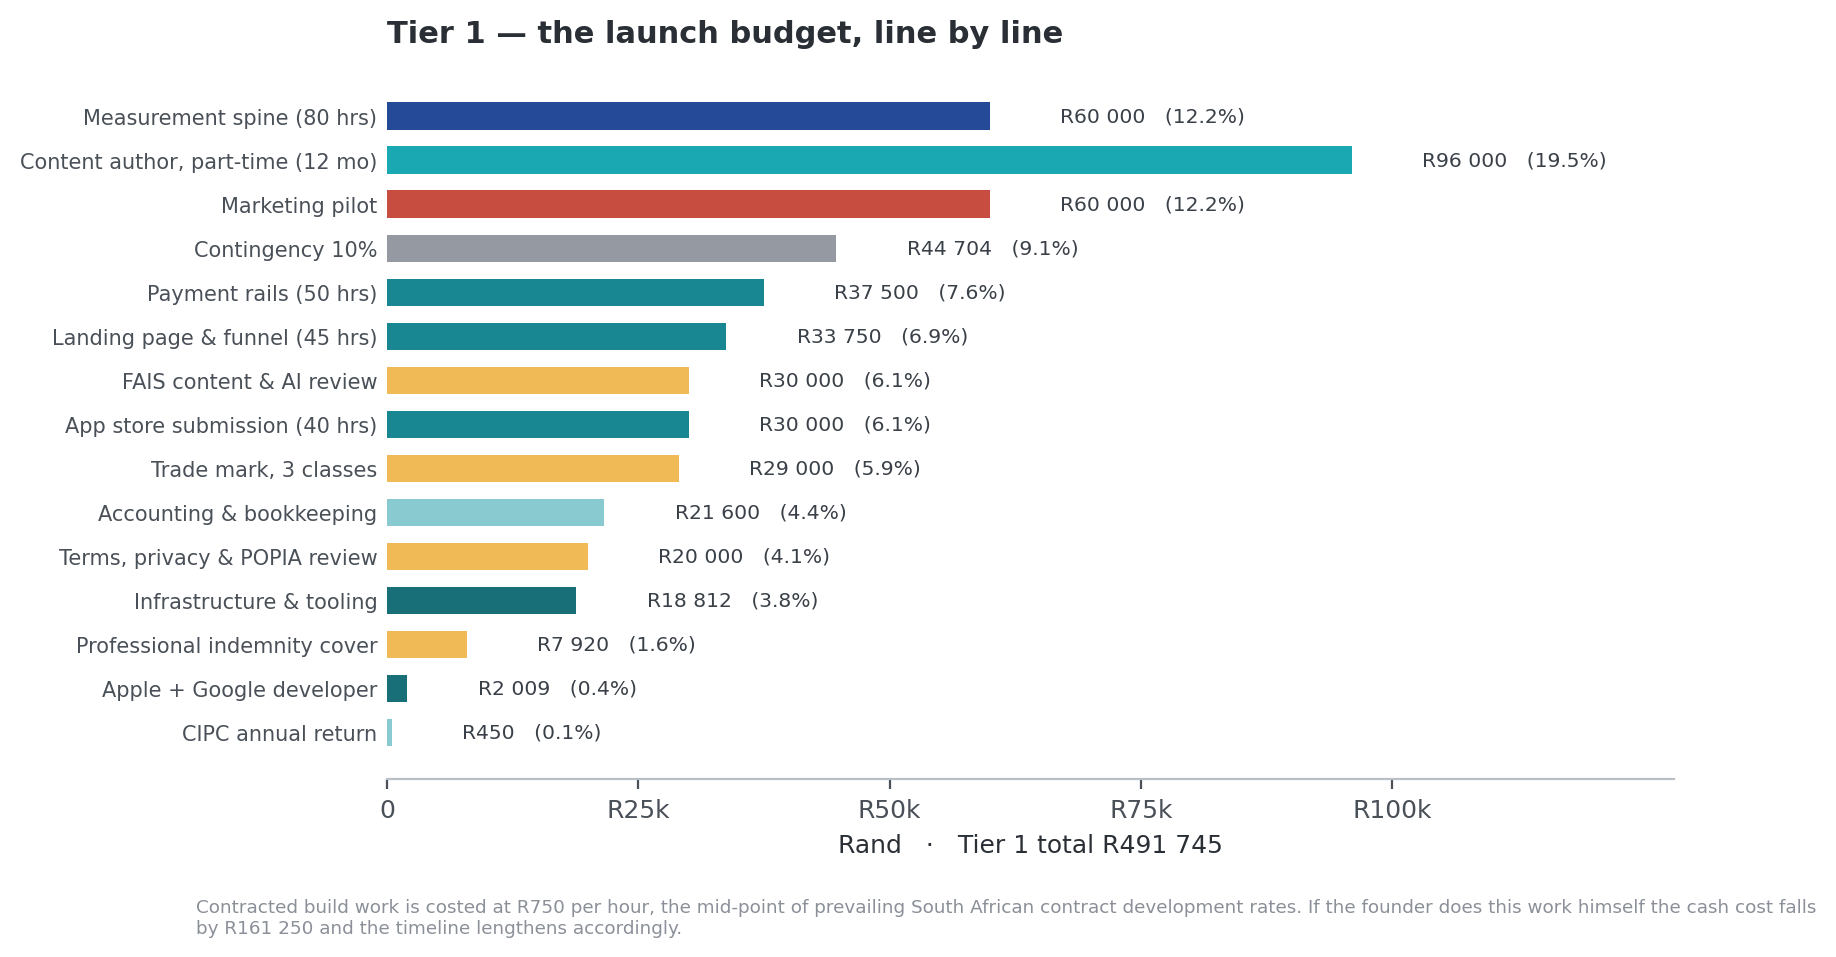 Tier 1 — the launch budget, line by line
Measurement spine (80 hrs) R60 000 (12.2%)
Content author, part-time (12 mo) R96 000 (19.5%)
Marketing pilot R60 000 (12.2%)
Contingency 10% R44 704 (9.1%)
Payment rails (50 hrs) R37 500 (7.6%)
Landing page & funnel (45 hrs) R33 750 (6.9%)
FAIS content & AI review R30 000 (6.1%)
App store submission (40 hrs) R30 000 (6.1%)
Trade mark, 3 classes R29 000 (5.9%)
Accounting & bookkeeping R21 600 (4.4%)
Terms, privacy & POPIA review R20 000 (4.1%)
Infrastructure & tooling R18 812 (3.8%)
Professional indemnity cover R7 920 (1.6%)
Apple + Google developer R2 009 (0.4%)
CIPC annual return R450 (0.1%)
0 R25k R50k R75k R100k
Rand · Tier 1 total R491 745
Contracted build work is costed at R750 per hour, the mid-point of prevailing South African contract development rates. If the founder does this work himself the cash cost falls
by R161 250 and the timeline lengthens accordingly.